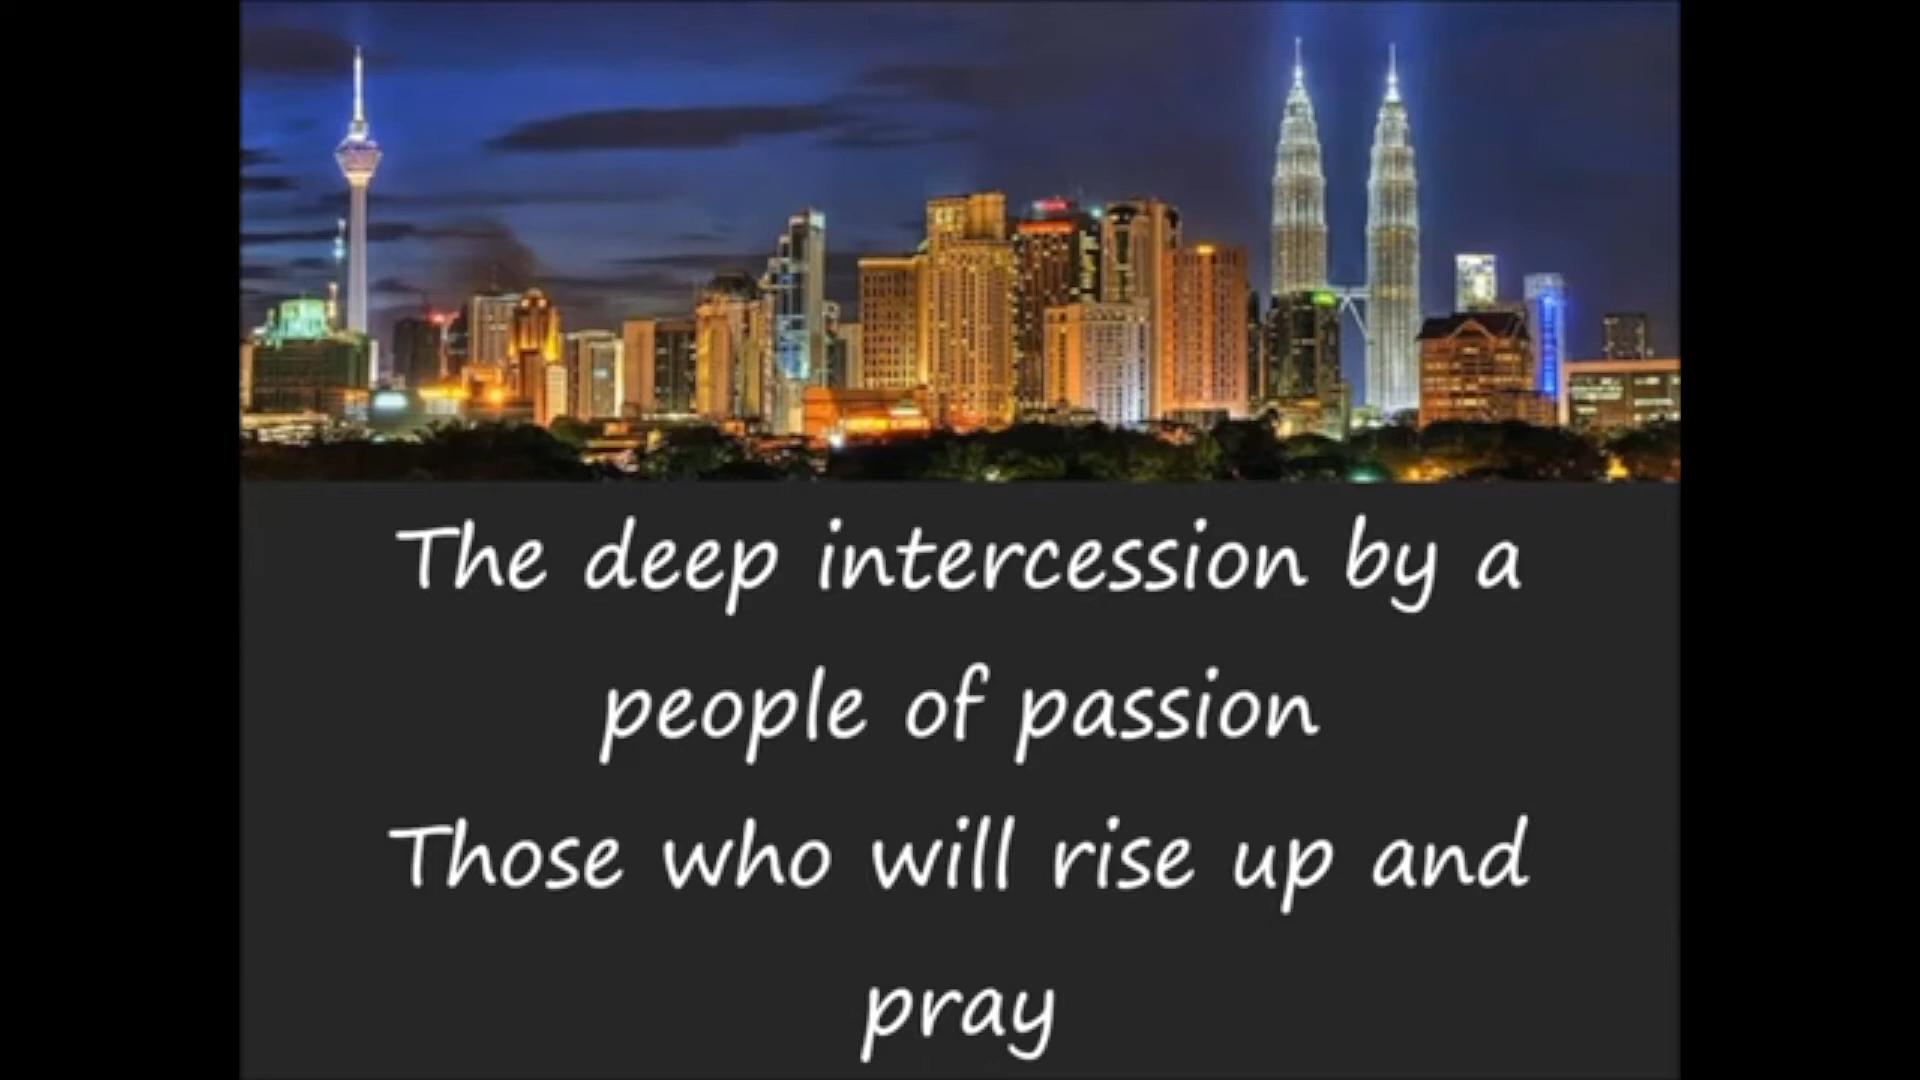 The deep intercession by a
people of passion
Those who will rise up and
pray